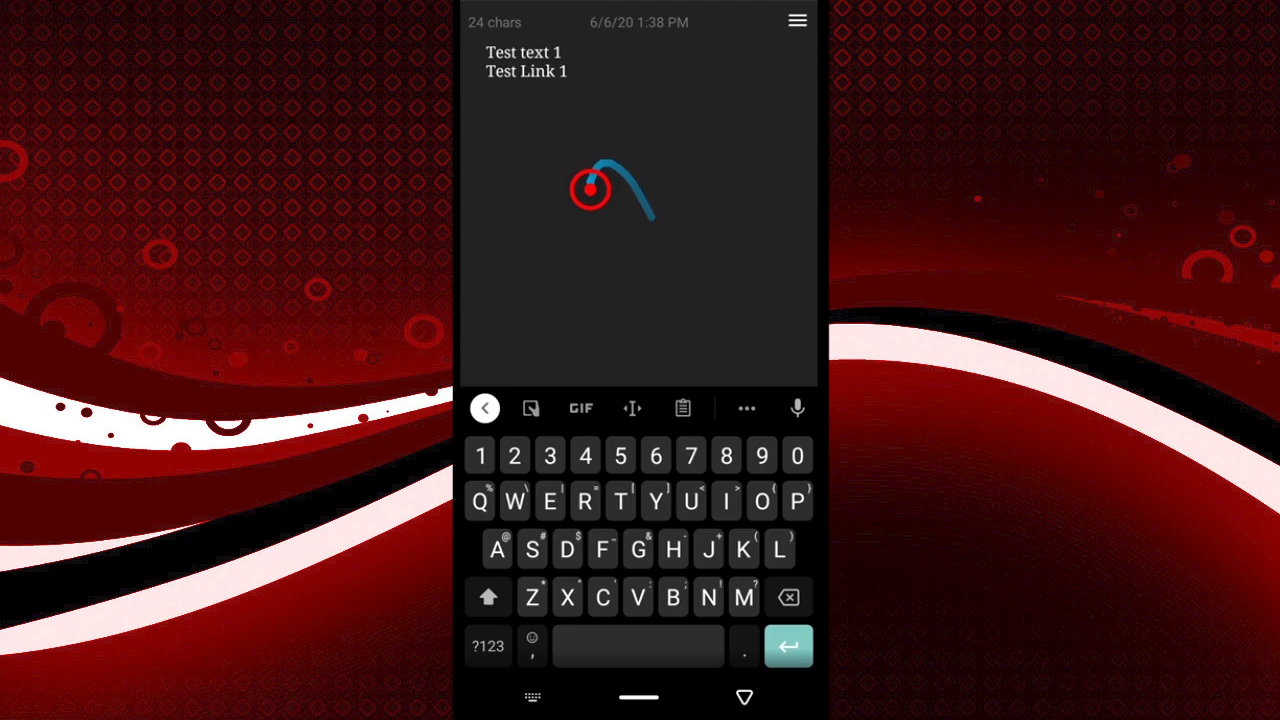 24 chars 6/6/20 1:38 PM
Test text 1
Test Link 1
GIF
1 2 3 4 5 6 7 8 9 0
% \ | = [ ] < > { }
Q W E R T Y U I O P
@ # $ _ & - + ( )
A S D F G H J K L
* " ' : ; ! ?
Z X C V B N M
?123 , .